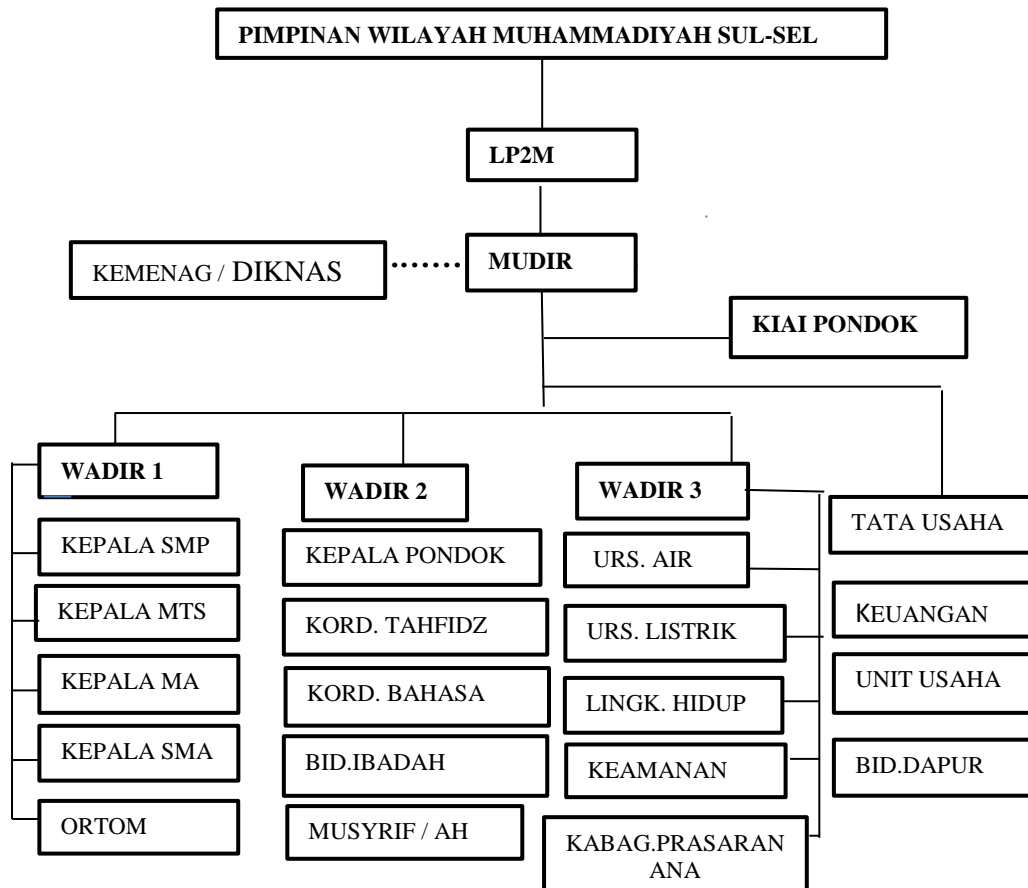 PIMPINAN WILAYAH MUHAMMADIYAH SUL-SEL
LP2M
KEMENAG / DIKNAS
MUDIR
KIAI PONDOK
WADIR 1
KEPALA SMP
KEPALA MTS
KEPALA MA
KEPALA SMA
ORTOM
WADIR 2
KEPALA PONDOK
KORD. TAHFIDZ
KORD. BAHASA
BID.IBADAH
MUSYRIF / AH
WADIR 3
URS. AIR
URS. LISTRIK
LINGK. HIDUP
KEAMANAN
KABAG.PRASARAN
ANA
TATA USAHA
KEUANGAN
UNIT USAHA
BID.DAPUR